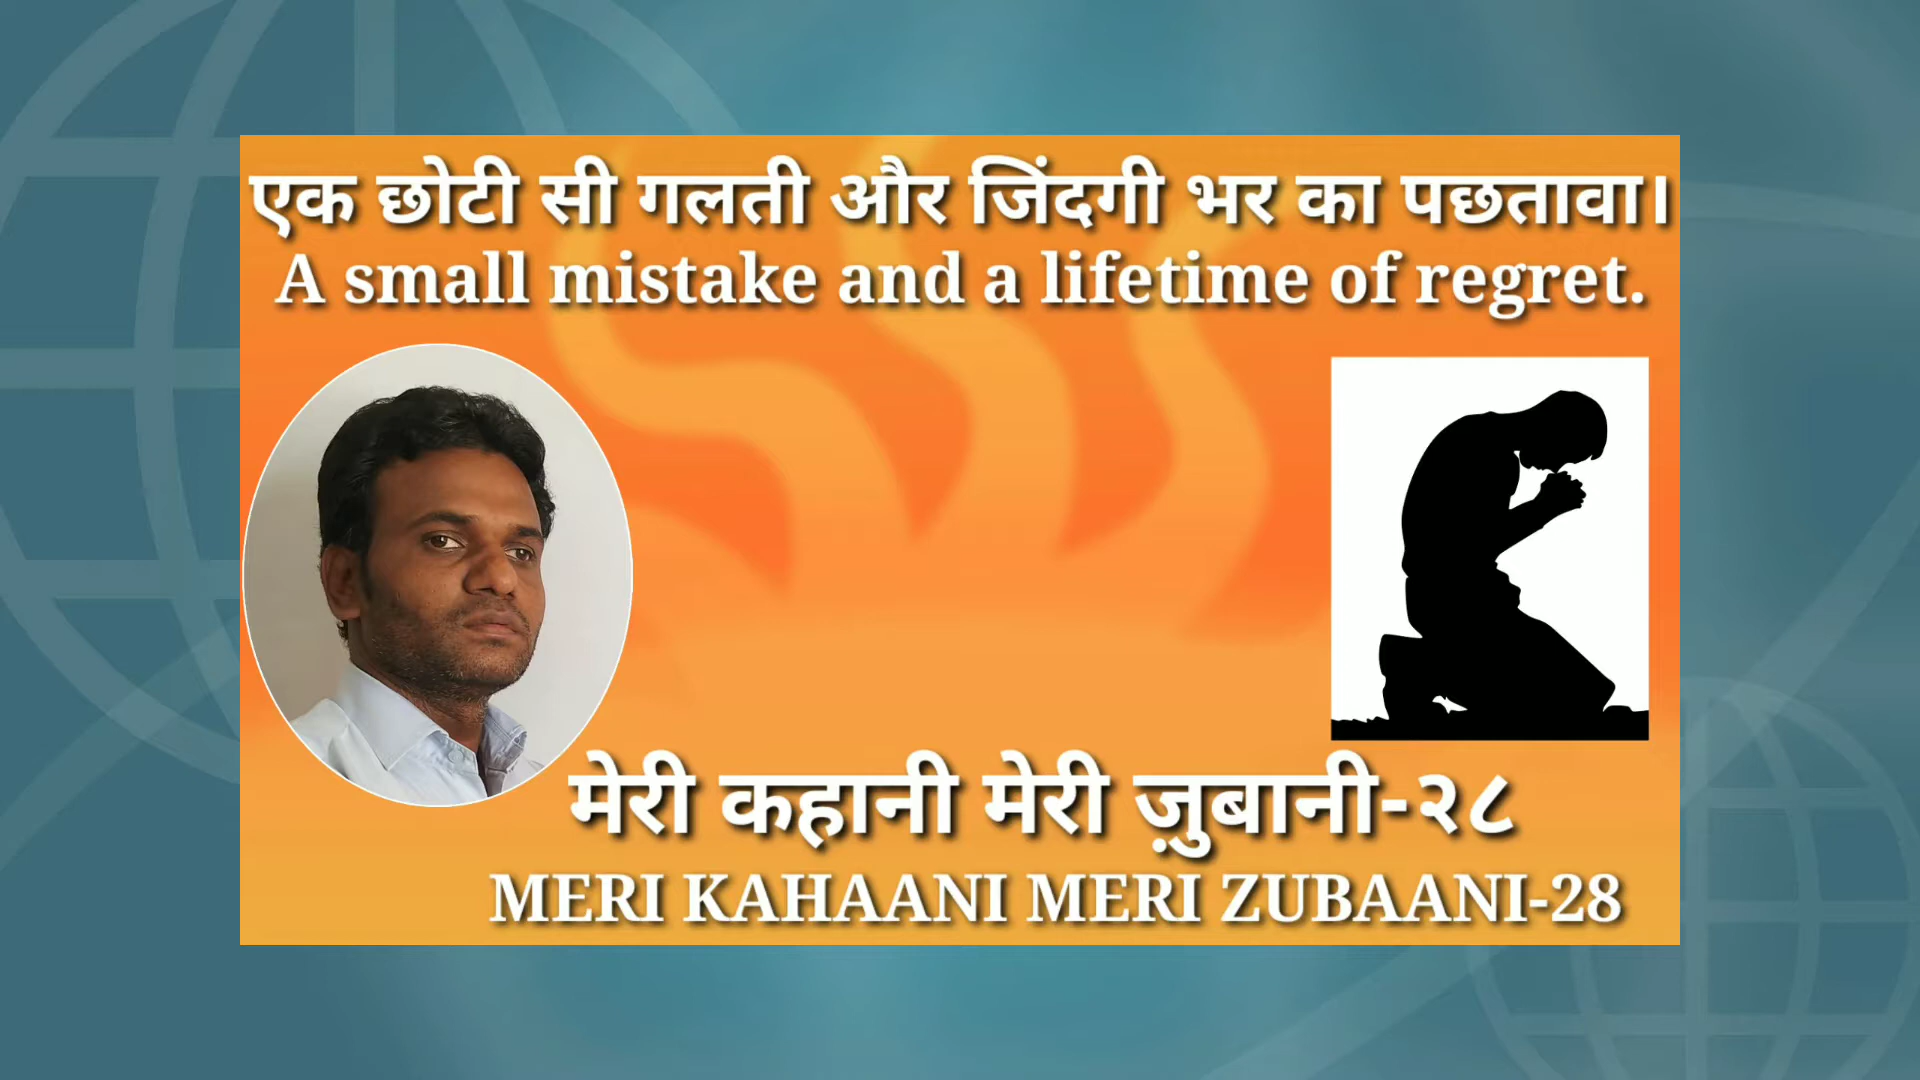 एक छोटी सी गलती और जिंदगी भर का पछतावा।
A small mistake and a lifetime of regret.
मेरी कहानी मेरी ज़ुबानी-२८
MERI KAHAANI MERI ZUBAANI-28